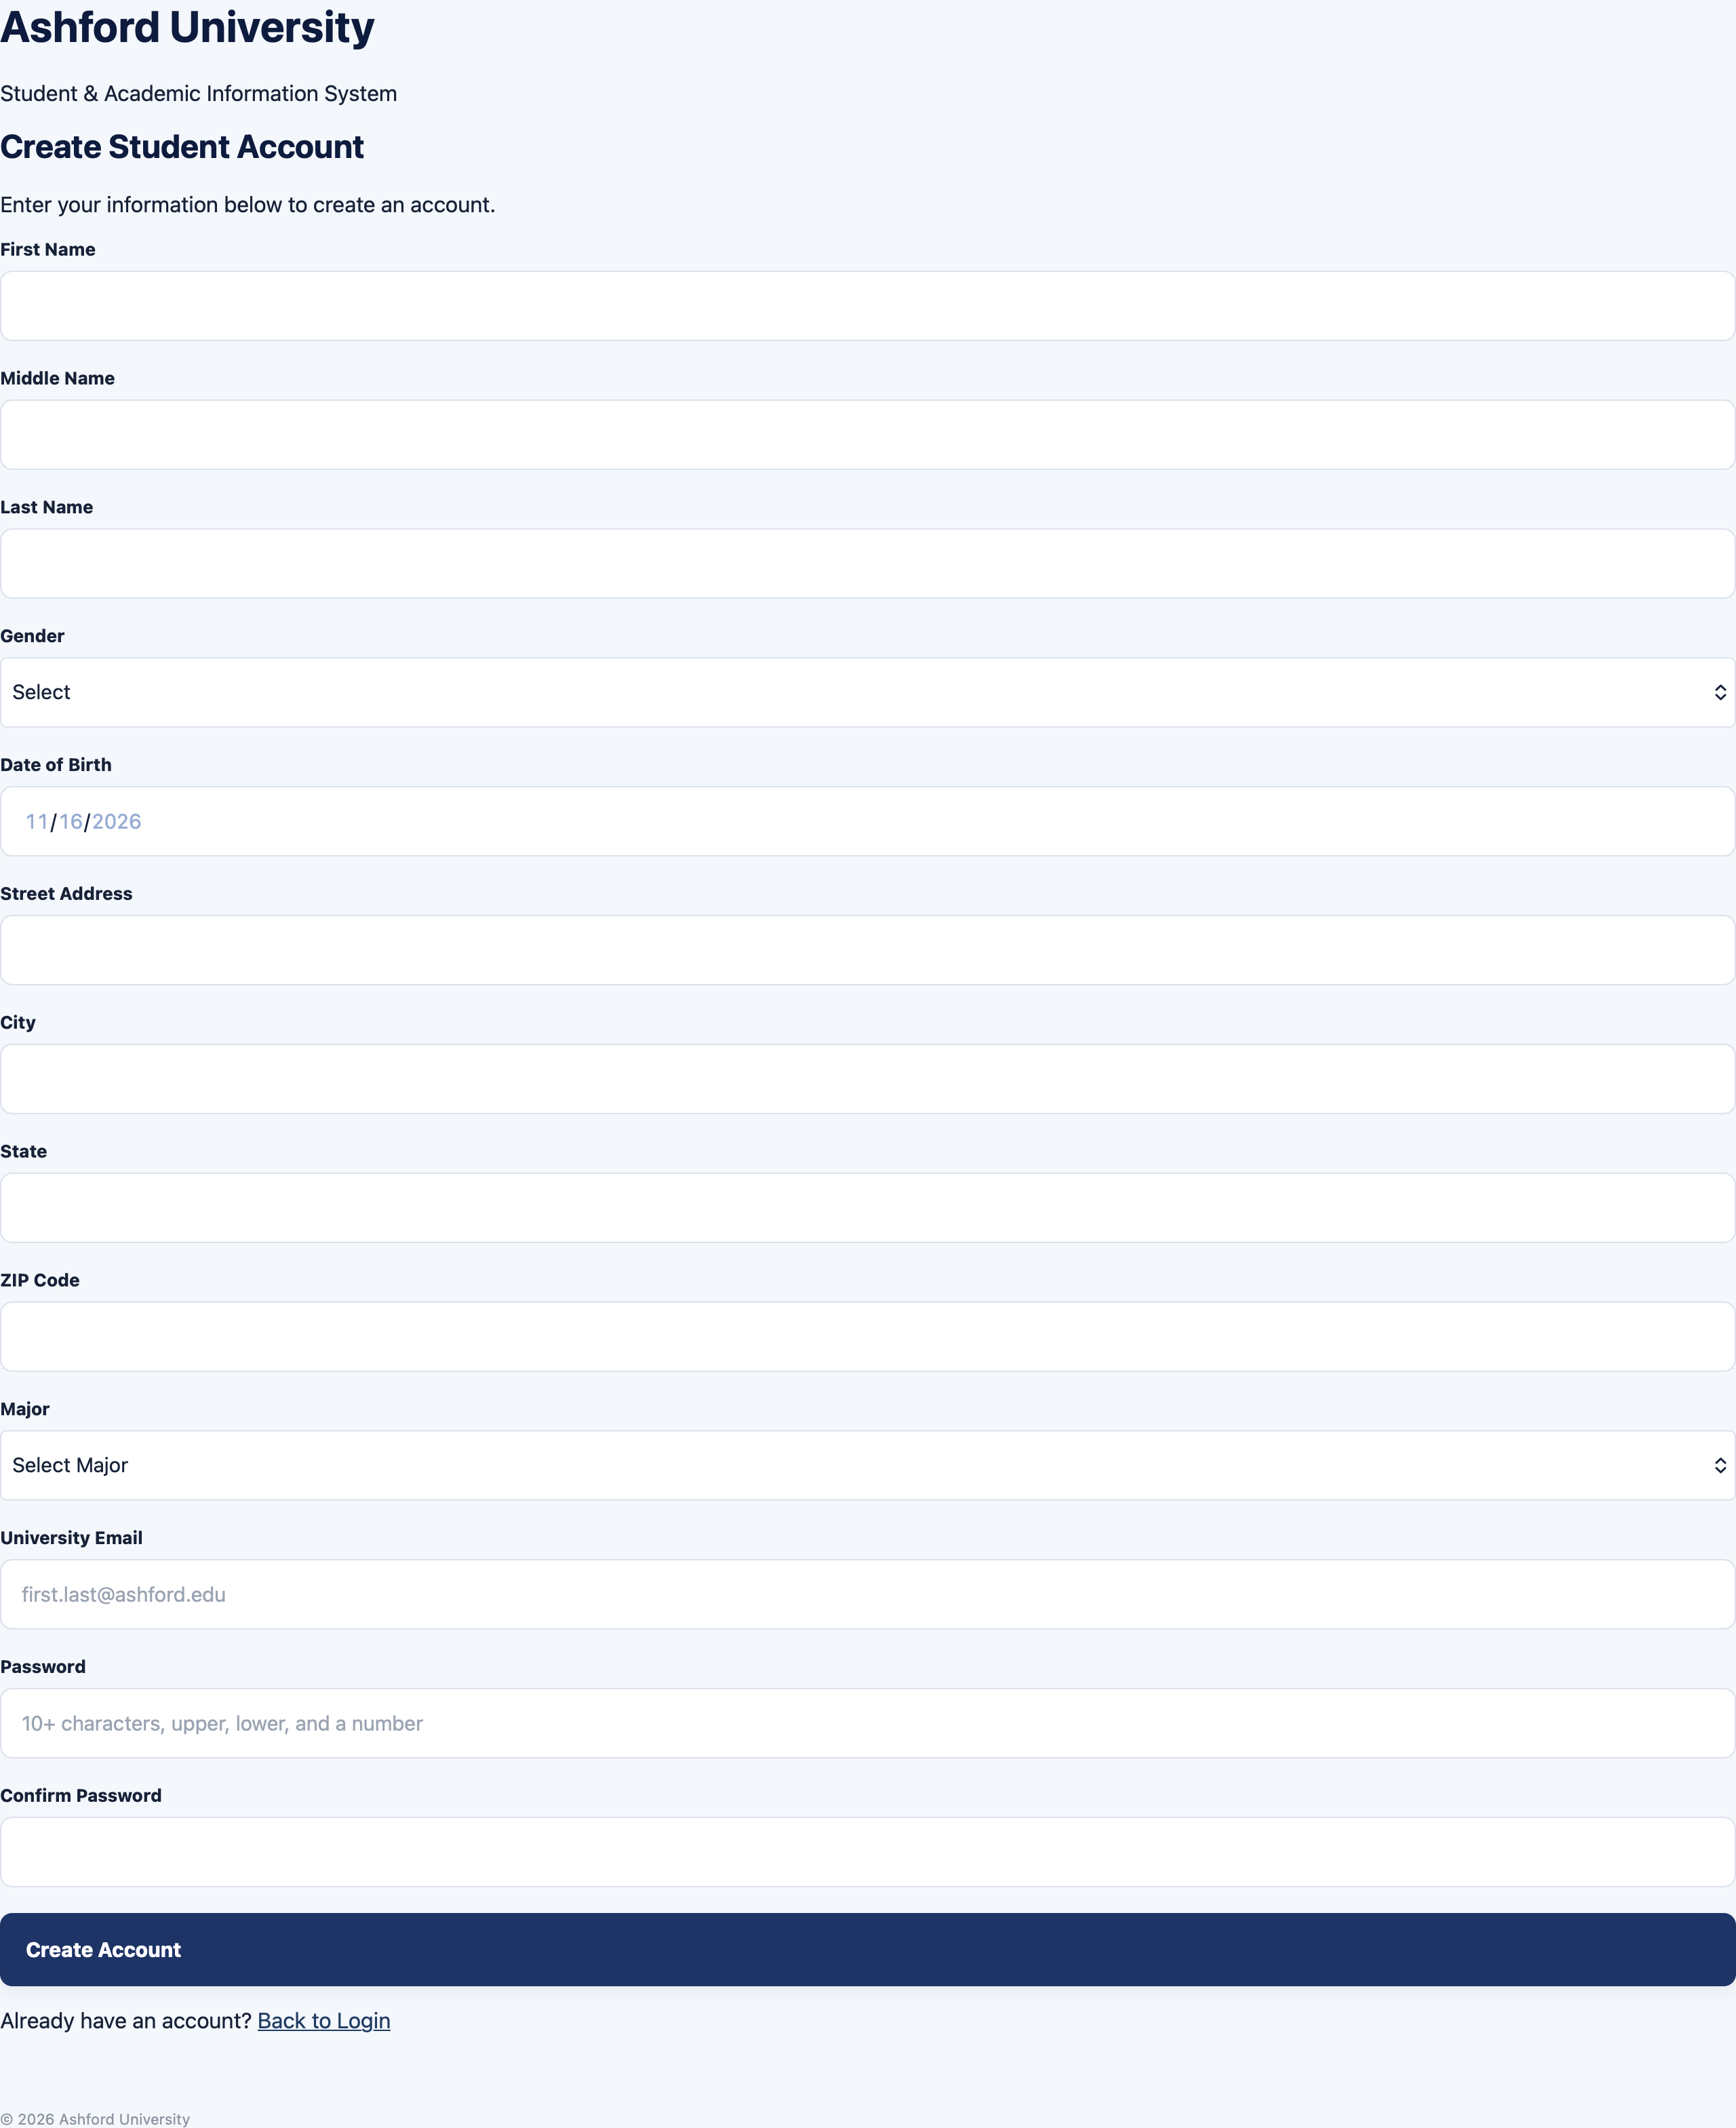 Ashford University
Student & Academic Information System
Create Student Account
Enter your information below to create an account.
First Name
Middle Name
Last Name
Gender
Select
Date of Birth
11/16/2026
Street Address
City
State
ZIP Code
Major
Select Major
University Email
first.last@ashford.edu
Password
10+ characters, upper, lower, and a number
Confirm Password
Create Account
Already have an account? Back to Login
© 2026 Ashford University